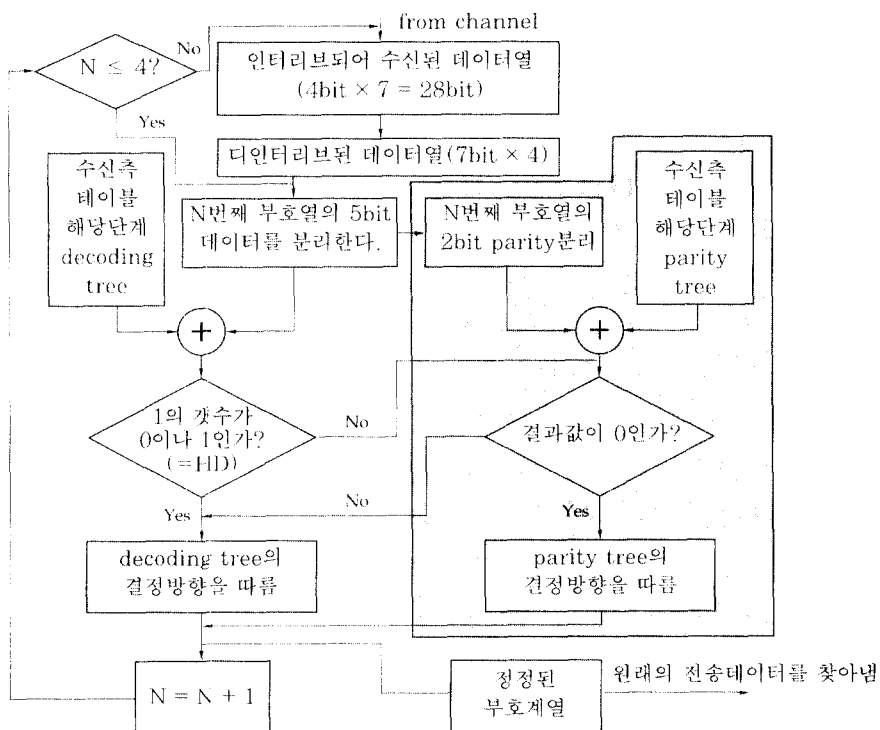 from channel
N ≤ 4?
No
인터리브되어 수신된 데이터열
(4bit × 7 = 28bit)
Yes
디인터리브된 데이터열(7bit × 4)
수신측
테이블
해당단계
decoding
tree
N번째 부호열의 5bit
데이터를 분리한다.
N번째 부호열의
2bit parity분리
수신측
테이블
해당단계
parity
tree
+
+
1의 갯수가
0이나 1인가?
(=HD)
No
결과값이 0인가?
No
Yes
Yes
decoding tree의
결정방향을 따름
parity tree의
결정방향을 따름
N = N + 1
정정된
부호계열
원래의 전송데이터를 찾아냄